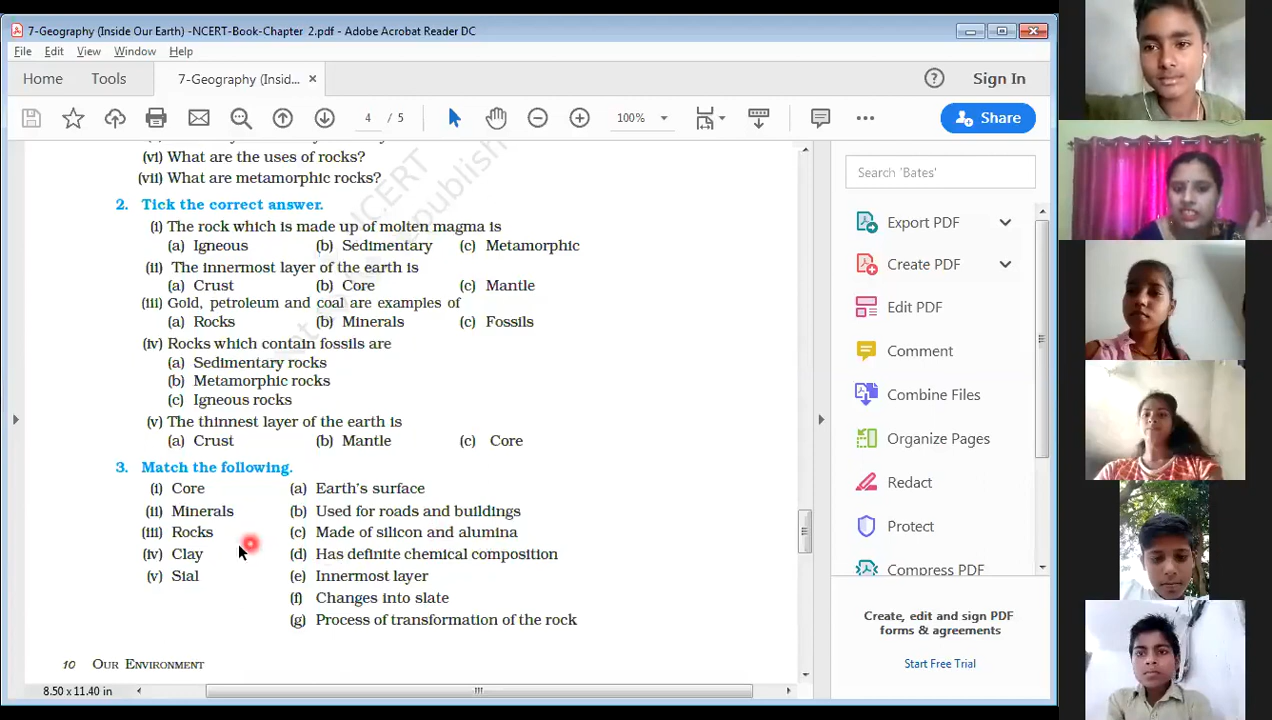 7-Geography (Inside Our Earth) -NCERT-Book-Chapter 2.pdf - Adobe Acrobat Reader DC
File Edit View Window Help
Home Tools 7-Geography (Insid... × Sign In
4 / 5 100% Share
(vi) What are the uses of rocks?
(vii) What are metamorphic rocks?
2. Tick the correct answer.
(i) The rock which is made up of molten magma is
(a) Igneous (b) Sedimentary (c) Metamorphic
(ii) The innermost layer of the earth is
(a) Crust (b) Core (c) Mantle
(iii) Gold, petroleum and coal are examples of
(a) Rocks (b) Minerals (c) Fossils
(iv) Rocks which contain fossils are
(a) Sedimentary rocks
(b) Metamorphic rocks
(c) Igneous rocks
(v) The thinnest layer of the earth is
(a) Crust (b) Mantle (c) Core
3. Match the following.
(i) Core (a) Earth's surface
(ii) Minerals (b) Used for roads and buildings
(iii) Rocks (c) Made of silicon and alumina
(iv) Clay (d) Has definite chemical composition
(v) Sial (e) Innermost layer
(f) Changes into slate
(g) Process of transformation of the rock
10 OUR ENVIRONMENT
8.50 x 11.40 in
Search 'Bates'
Export PDF
Create PDF
Edit PDF
Comment
Combine Files
Organize Pages
Redact
Protect
Compress PDF
Create, edit and sign PDF
forms & agreements
Start Free Trial